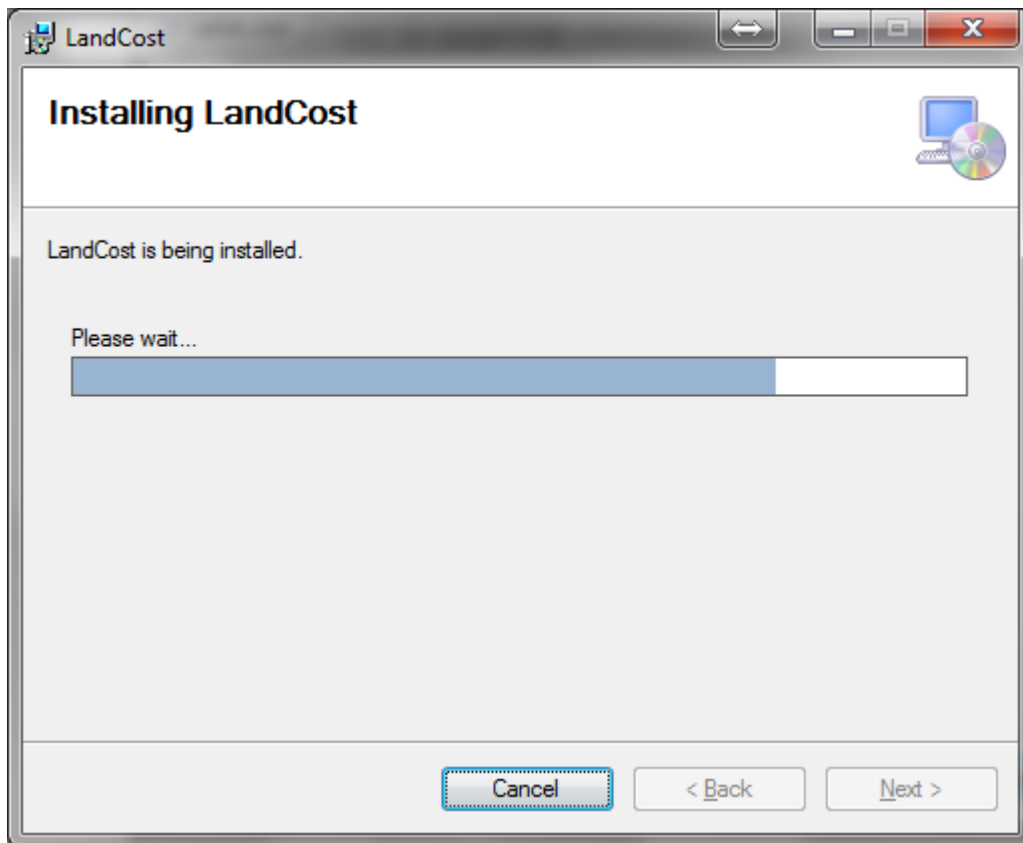 LandCost
Installing LandCost
LandCost is being installed.
Please wait...
Cancel
< Back
Next >